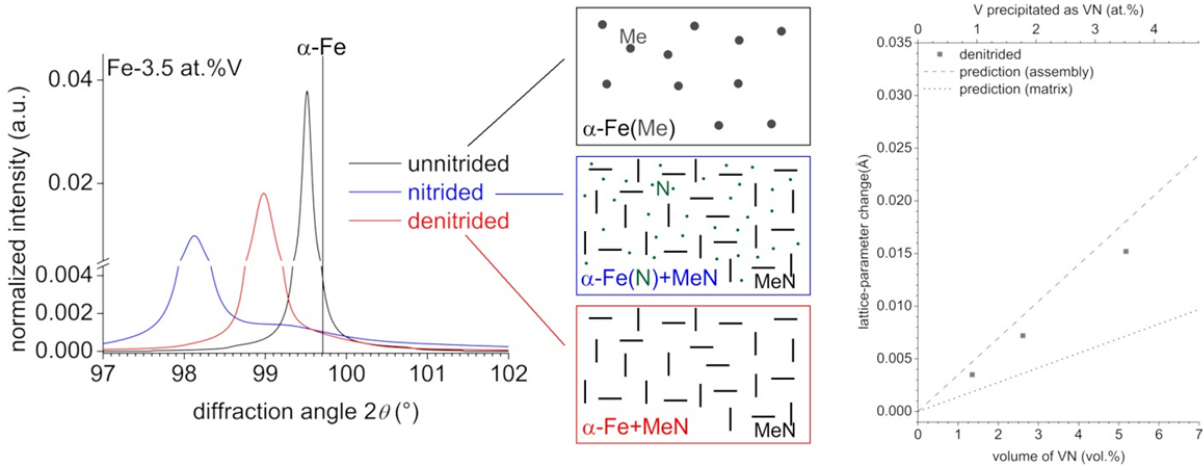 Fe-3.5 at.%V
α-Fe
normalized intensity (a.u.)
0.04
0.02
0.004
0.002
0.000
97
98
99
100
101
102
diffraction angle 2θ (°)
unnitrided
nitrided
denitrided
Me
α-Fe(Me)
N
α-Fe(N)+MeN
MeN
α-Fe+MeN
MeN
V precipitated as VN (at.%)
0
1
2
3
4
denitrided
prediction (assembly)
prediction (matrix)
lattice-parameter change(Å)
0.035
0.030
0.025
0.020
0.015
0.010
0.005
0.000
0
1
2
3
4
5
6
7
volume of VN (vol.%)